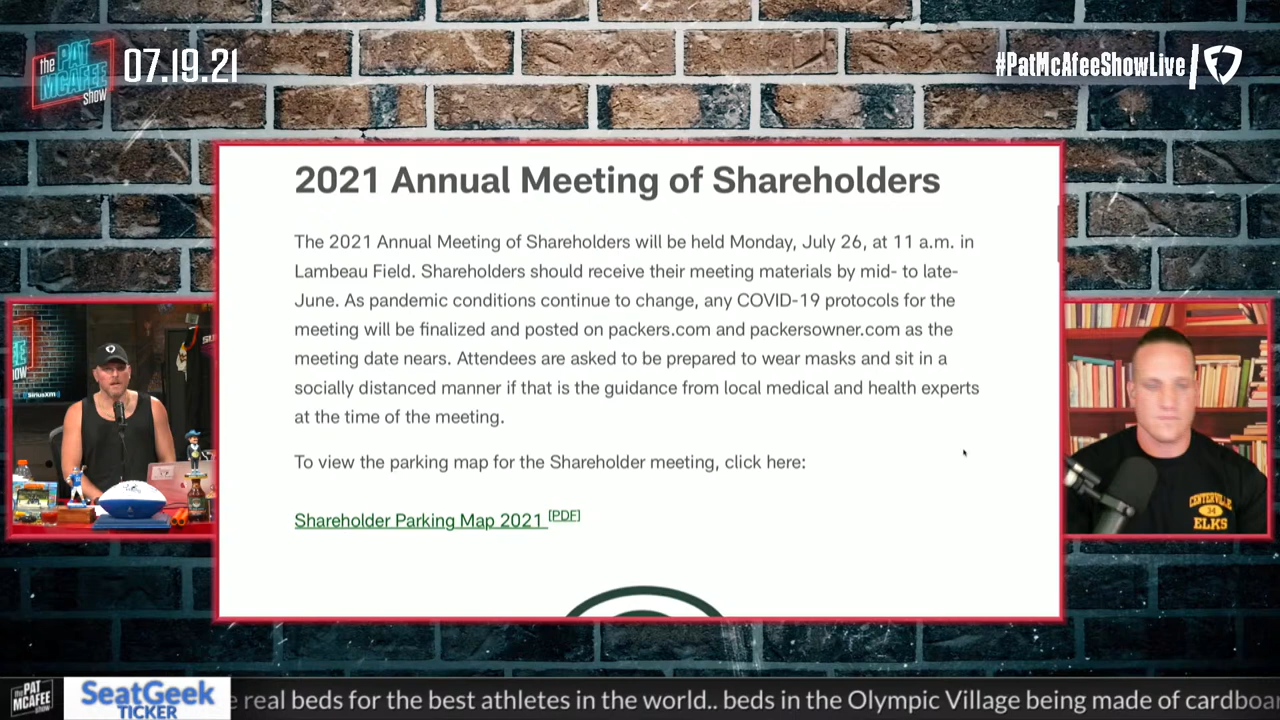 the PAT MCAFEE show
07.19.21
#PatMcAfeeShowLive
2021 Annual Meeting of Shareholders
The 2021 Annual Meeting of Shareholders will be held Monday, July 26, at 11 a.m. in
Lambeau Field. Shareholders should receive their meeting materials by mid- to late-
June. As pandemic conditions continue to change, any COVID-19 protocols for the
meeting will be finalized and posted on packers.com and packersowner.com as the
meeting date nears. Attendees are asked to be prepared to wear masks and sit in a
socially distanced manner if that is the guidance from local medical and health experts
at the time of the meeting.
To view the parking map for the Shareholder meeting, click here:
Shareholder Parking Map 2021 [PDF]
siriusxm
CENTERVILLE
34
ELKS
the PAT MCAFEE show
SeatGeek
TICKER
e real beds for the best athletes in the world.. beds in the Olympic Village being made of cardboa